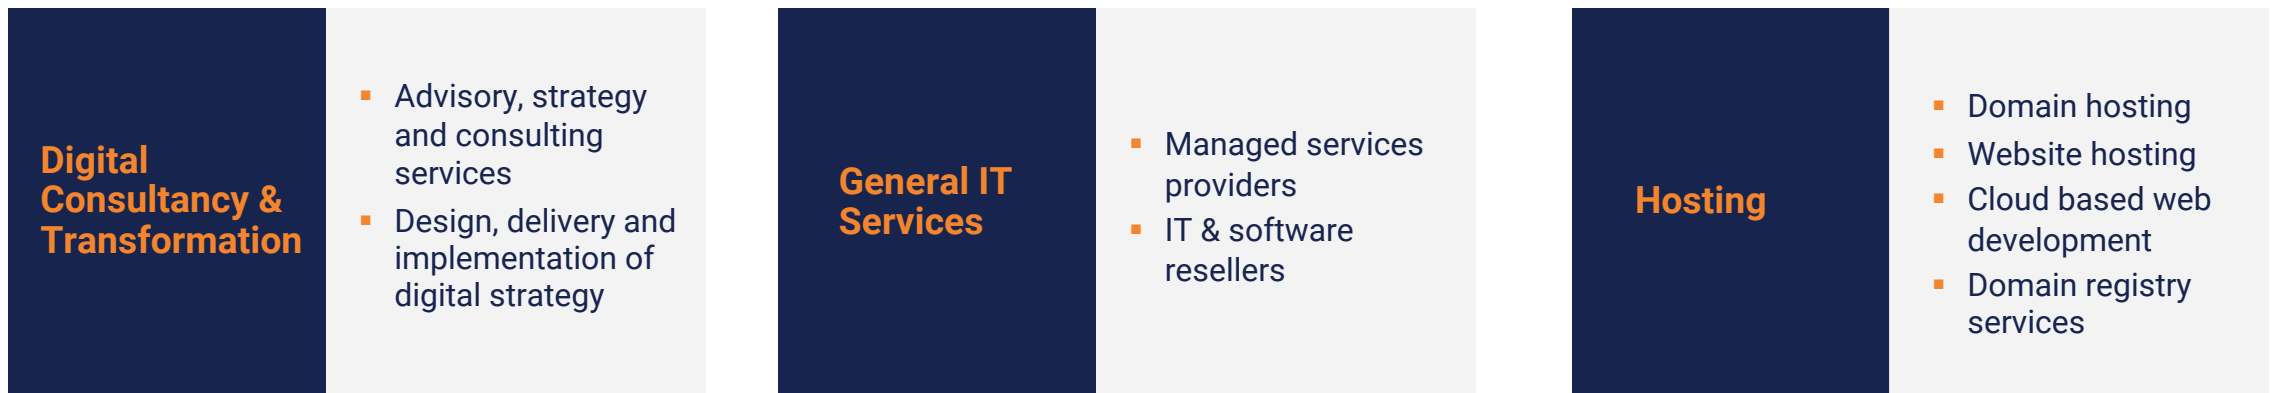 Digital
Consultancy &
Transformation
▪ Advisory, strategy
and consulting
services
▪ Design, delivery and
implementation of
digital strategy
General IT
Services
▪ Managed services
providers
▪ IT & software
resellers
Hosting
▪ Domain hosting
▪ Website hosting
▪ Cloud based web
development
▪ Domain registry
services